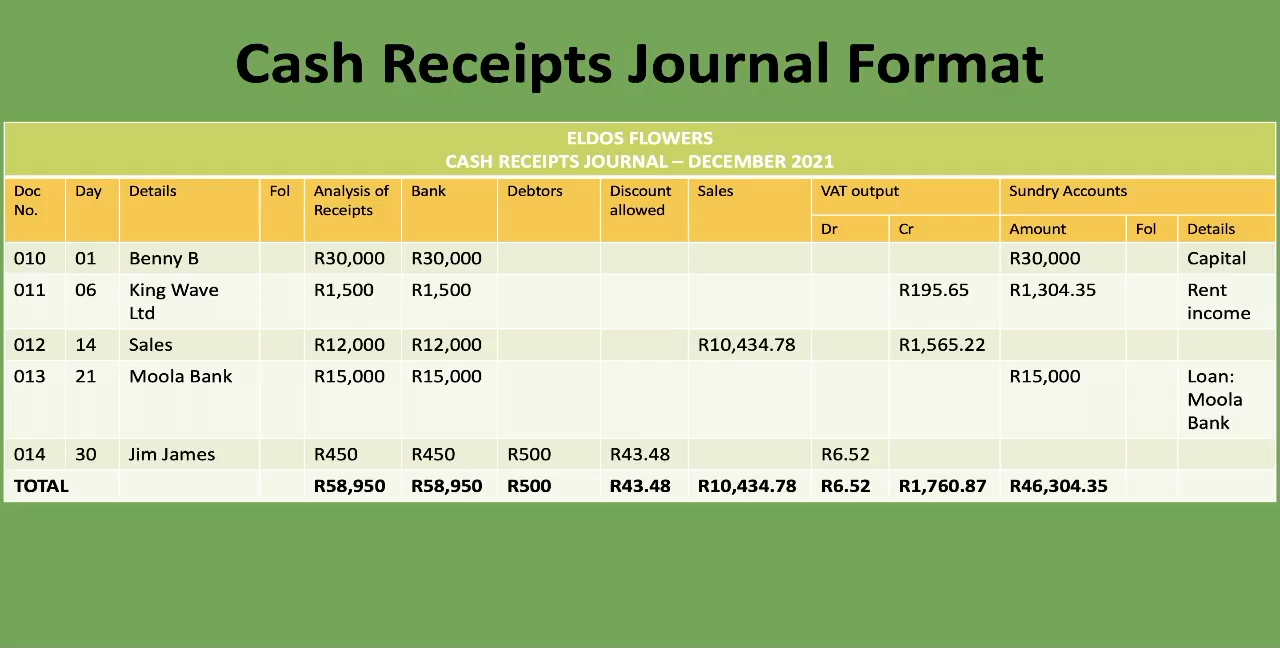 Cash Receipts Journal Format
ELDOS FLOWERS
CASH RECEIPTS JOURNAL – DECEMBER 2021
Doc No. Day Details Fol Analysis of Receipts Bank Debtors Discount allowed Sales VAT output Sundry Accounts
Dr Cr Amount Fol Details
010 01 Benny B R30,000 R30,000 R30,000 Capital
011 06 King Wave Ltd R1,500 R1,500 R195.65 R1,304.35 Rent income
012 14 Sales R12,000 R12,000 R10,434.78 R1,565.22
013 21 Moola Bank R15,000 R15,000 R15,000 Loan: Moola Bank
014 30 Jim James R450 R450 R500 R43.48 R6.52
TOTAL R58,950 R58,950 R500 R43.48 R10,434.78 R6.52 R1,760.87 R46,304.35